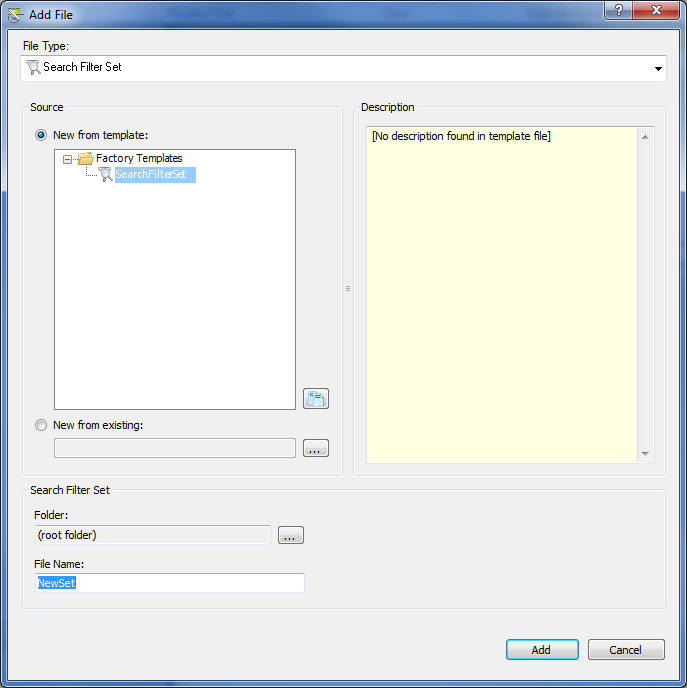 Add File
File Type:
Search Filter Set
Source
New from template:
Factory Templates
SearchFilterSet
New from existing:
...
Description
[No description found in template file]
Search Filter Set
Folder:
(root folder)
...
File Name:
NewSet
Add
Cancel